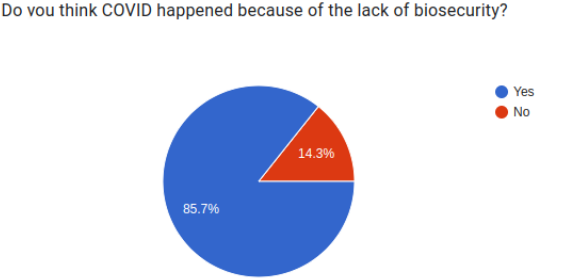 Do you think COVID happened because of the lack of biosecurity?
Yes
No
14.3%
85.7%